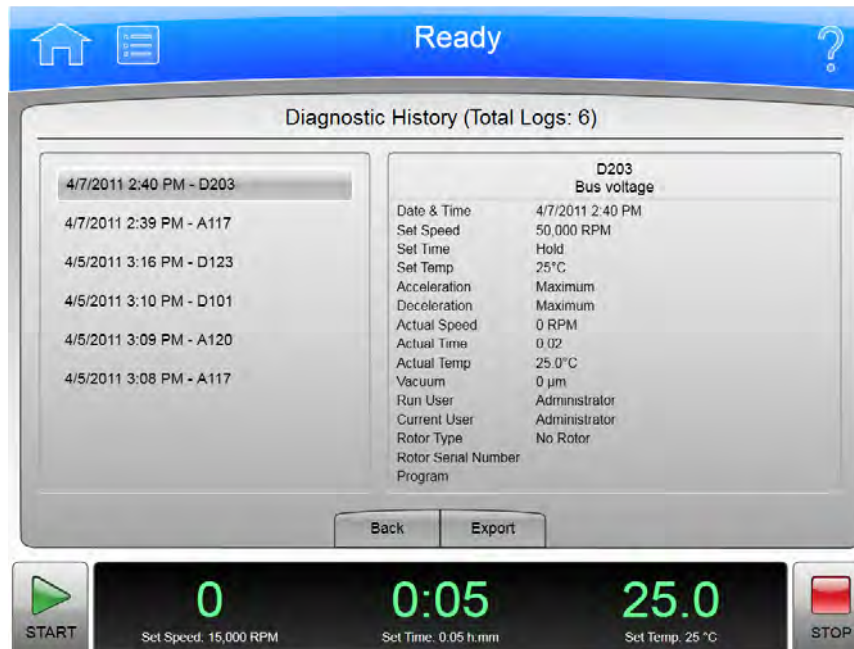 Ready
?
Diagnostic History (Total Logs: 6)
4/7/2011 2:40 PM - D203
4/7/2011 2:39 PM - A117
4/5/2011 3:16 PM - D123
4/5/2011 3:10 PM - D101
4/5/2011 3:09 PM - A120
4/5/2011 3:08 PM - A117
D203
Bus voltage
Date & Time 4/7/2011 2:40 PM
Set Speed 50,000 RPM
Set Time Hold
Set Temp 25°C
Acceleration Maximum
Deceleration Maximum
Actual Speed 0 RPM
Actual Time 0.02
Actual Temp 25.0°C
Vacuum 0 µm
Run User Administrator
Current User Administrator
Rotor Type No Rotor
Rotor Serial Number
Program
Back Export
START
0
Set Speed: 15,000 RPM
0:05
Set Time: 0:05 h:mm
25.0
Set Temp: 25 °C
STOP